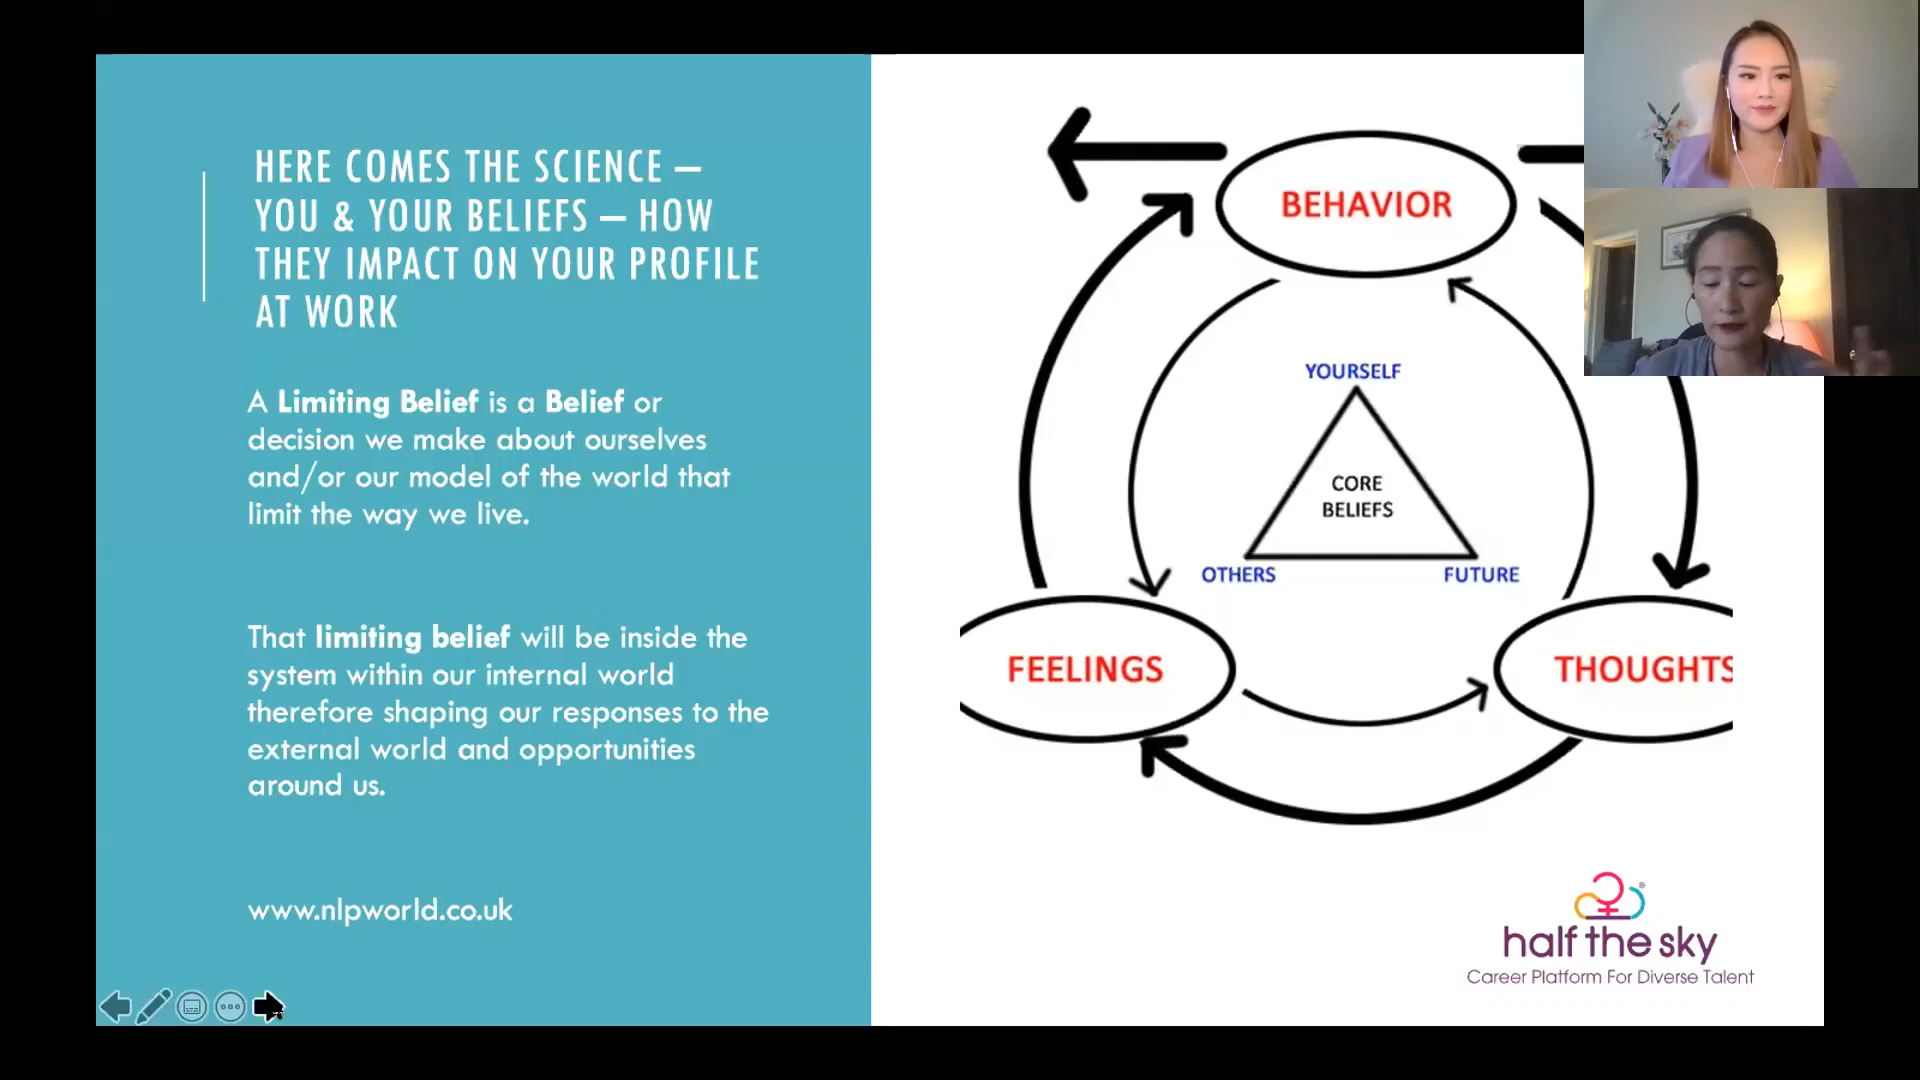 HERE COMES THE SCIENCE –
YOU & YOUR BELIEFS – HOW
THEY IMPACT ON YOUR PROFILE
AT WORK
A Limiting Belief is a Belief or
decision we make about ourselves
and/or our model of the world that
limit the way we live.
That limiting belief will be inside the
system within our internal world
therefore shaping our responses to the
external world and opportunities
around us.
www.nlpworld.co.uk
BEHAVIOR
YOURSELF
CORE
BELIEFS
OTHERS
FUTURE
FEELINGS
THOUGHTS
half the sky
®
Career Platform For Diverse Talent